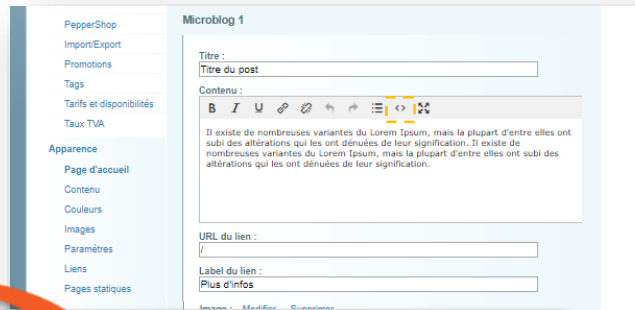 PepperShop
Import/Export
Promotions
Tags
Tarifs et disponibilités
Taux TVA
Apparence
Page d'accueil
Contenu
Couleurs
Images
Paramètres
Liens
Pages statiques
Microblog 1
Titre :
Titre du post
Contenu :
B I U
Il existe de nombreuses variantes du Lorem Ipsum, mais la plupart d'entre elles ont
subi des altérations qui les ont dénuées de leur signification. Il existe de
nombreuses variantes du Lorem Ipsum, mais la plupart d'entre elles ont subi des
altérations qui les ont dénuées de leur signification.
URL du lien :
/
Label du lien :
Plus d'infos
Image : Modifier Supprimer